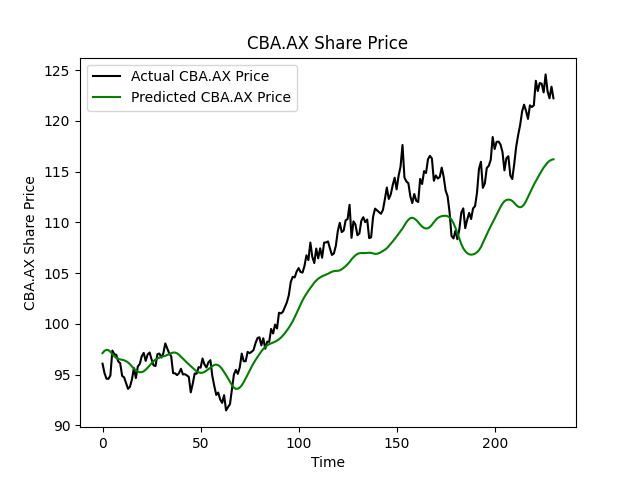 CBA.AX Share Price
Actual CBA.AX Price
Predicted CBA.AX Price
CBA.AX Share Price
125
120
115
110
105
100
95
90
0 50 100 150 200
Time